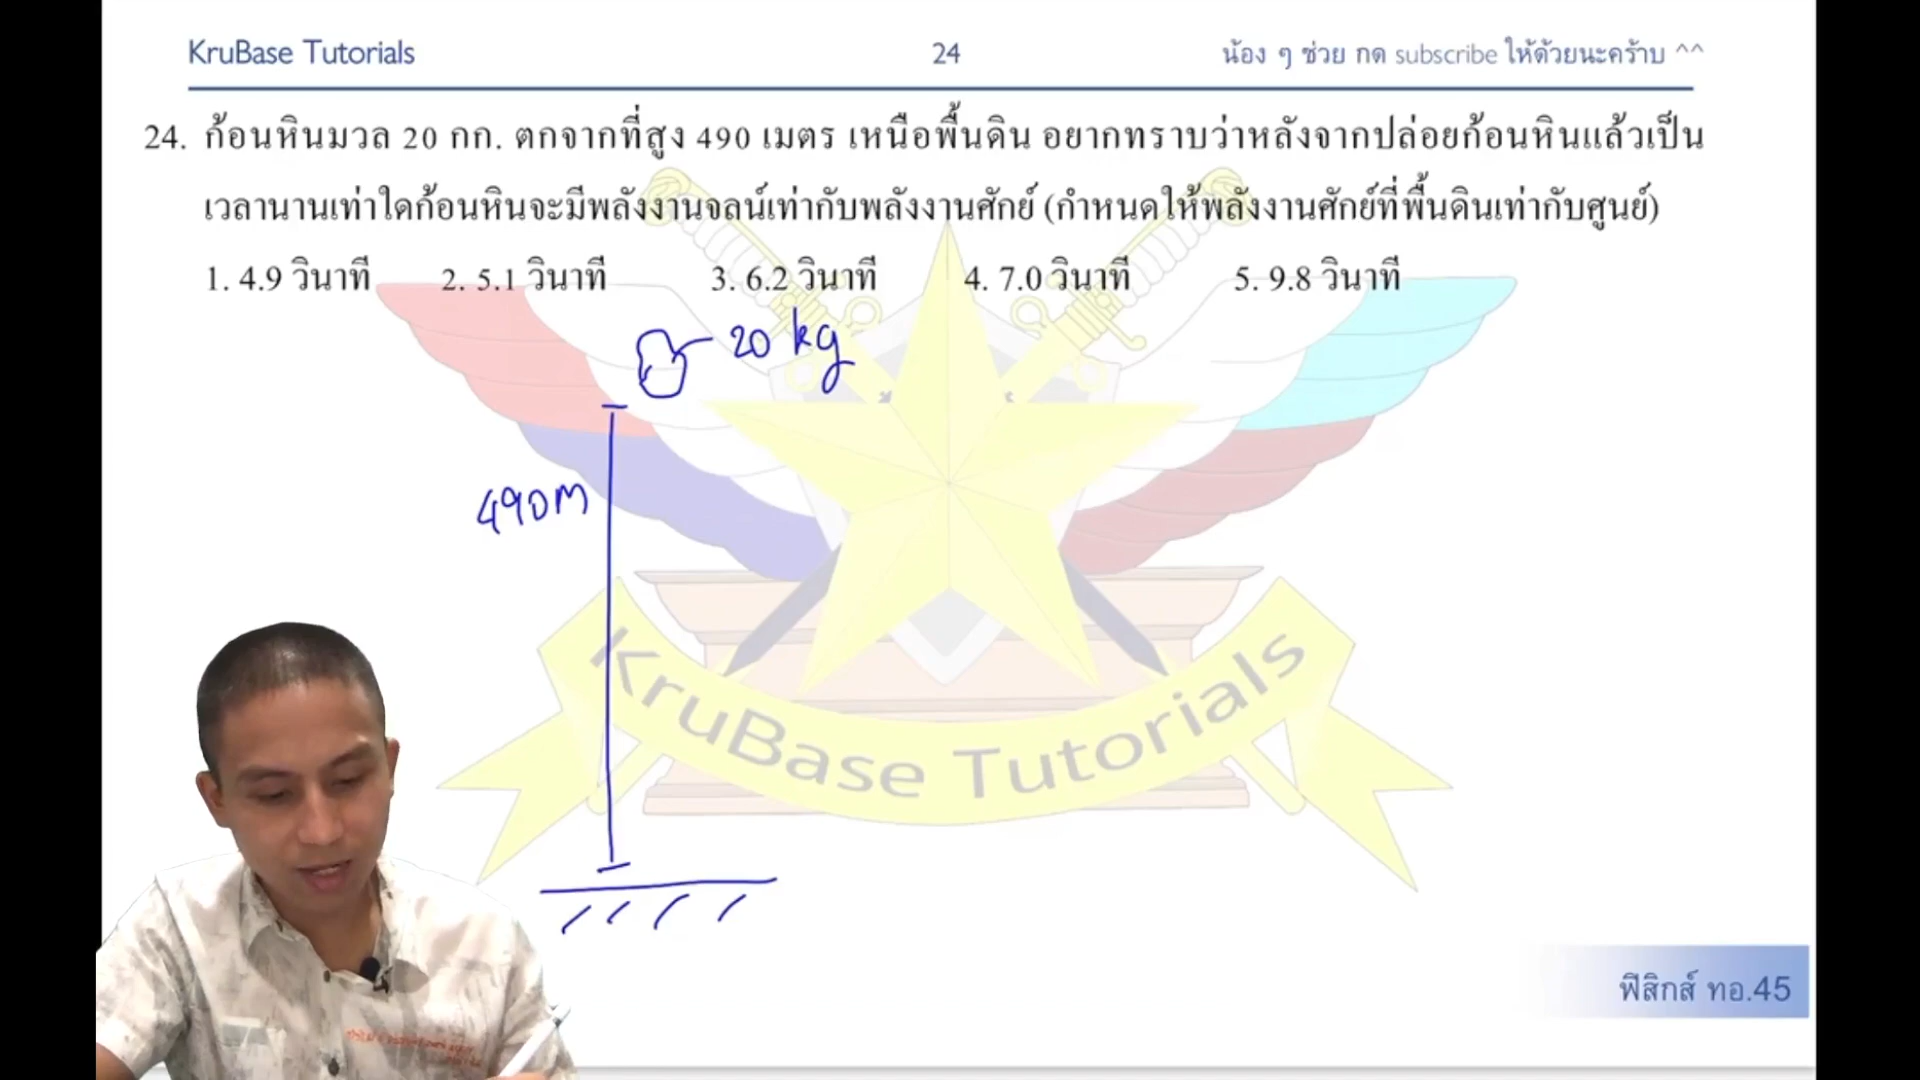 KruBase Tutorials 24 น้อง ๆ ช่วย กด subscribe ให้ด้วยนะคร้าบ ^^
24. ก้อนหินมวล 20 กก. ตกจากที่สูง 490 เมตร เหนือพื้นดิน อยากทราบว่าหลังจากปล่อยก้อนหินแล้วเป็น
เวลานานเท่าใดก้อนหินจะมีพลังงานจลน์เท่ากับพลังงานศักย์ (กำหนดให้พลังงานศักย์ที่พื้นดินเท่ากับศูนย์)
1. 4.9 วินาที 2. 5.1 วินาที 3. 6.2 วินาที 4. 7.0 วินาที 5. 9.8 วินาที
20 kg
490 m
KruBase Tutorials
ฟิสิกส์ ทอ.45